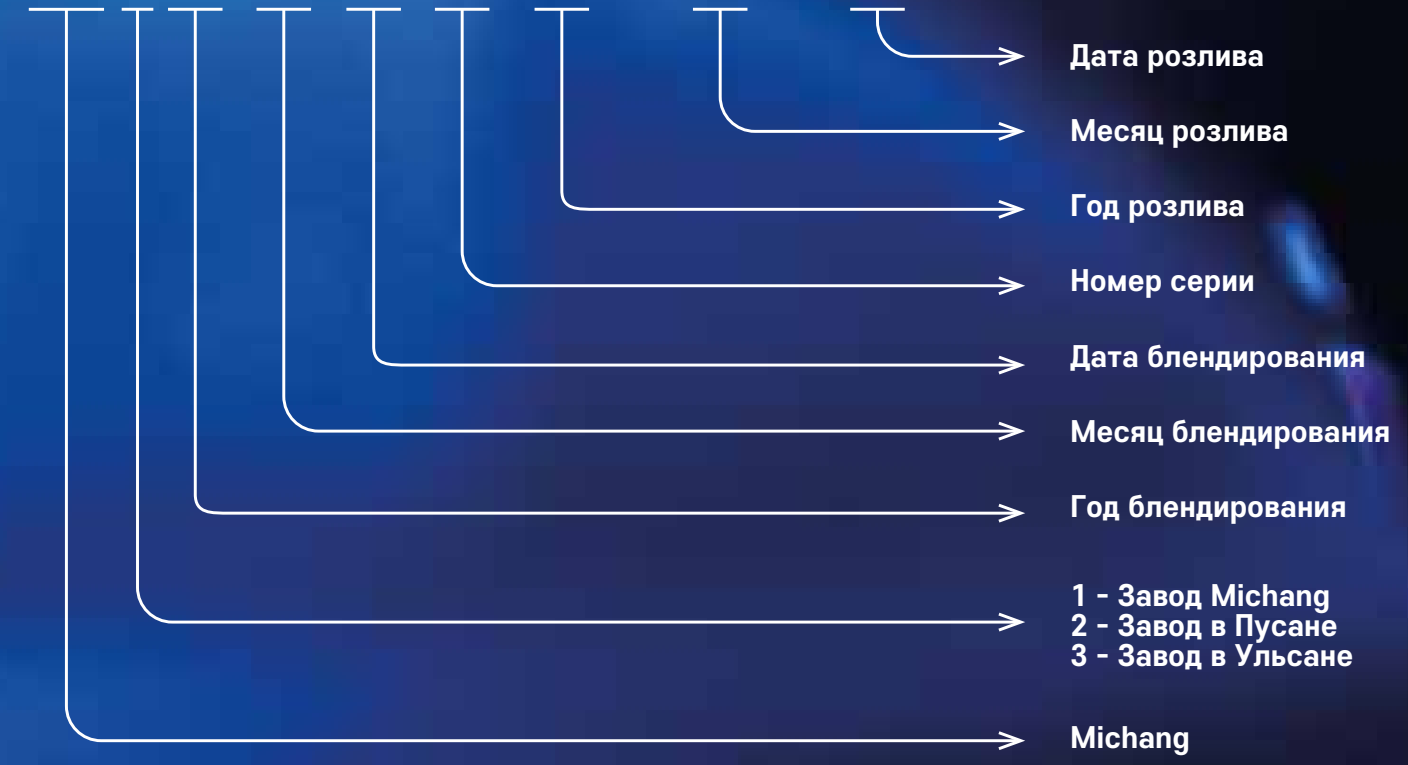 Дата розлива
Месяц розлива
Год розлива
Номер серии
Дата блендирования
Месяц блендирования
Год блендирования
1 - Завод Michang
2 - Завод в Пусане
3 - Завод в Ульсане
Michang